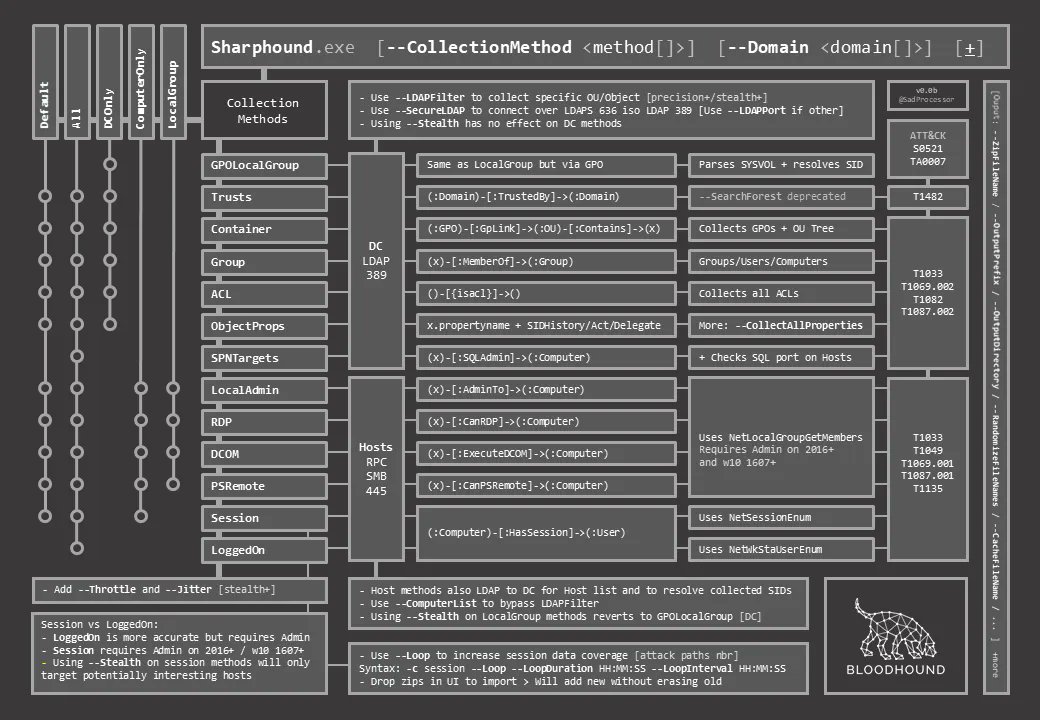 Default
All
DCOnly
ComputerOnly
LocalGroup
Sharphound.exe [--CollectionMethod <method[]>] [--Domain <domain[]>] [+]
Collection
Methods
- Use --LDAPFilter to collect specific OU/Object [precision+/stealth+]
- Use --SecureLDAP to connect over LDAPS 636 iso LDAP 389 [Use --LDAPPort if other]
- Using --Stealth has no effect on DC methods
v0.0b
@SadProcessor
ATT&CK
S0521
TA0007
GPOLocalGroup
Same as LocalGroup but via GPO
Parses SYSVOL + resolves SID
Trusts
(:Domain)-[:TrustedBy]->(:Domain)
--SearchForest deprecated
T1482
Container
(:GPO)-[:GpLink]->(:OU)-[:Contains]->(x)
Collects GPOs + OU Tree
Group
(x)-[:MemberOf]->(:Group)
Groups/Users/Computers
ACL
()-[{isacl}]->()
Collects all ACLs
ObjectProps
x.propertyname + SIDHistory/Act/Delegate
More: --CollectAllProperties
SPNTargets
(x)-[:SQLAdmin]->(:Computer)
+ Checks SQL port on Hosts
DC
LDAP
389
T1033
T1069.002
T1082
T1087.002
LocalAdmin
(x)-[:AdminTo]->(:Computer)
RDP
(x)-[:CanRDP]->(:Computer)
DCOM
(x)-[:ExecuteDCOM]->(:Computer)
PSRemote
(x)-[:CanPSRemote]->(:Computer)
Uses NetLocalGroupGetMembers
Requires Admin on 2016+
and w10 1607+
Hosts
RPC
SMB
445
T1033
T1049
T1069.001
T1087.001
T1135
Session
(:Computer)-[:HasSession]->(:User)
Uses NetSessionEnum
LoggedOn
Uses NetWkStaUserEnum
- Add --Throttle and --Jitter [stealth+]
Session vs LoggedOn:
- LoggedOn is more accurate but requires Admin
- Session requires Admin on 2016+ / w10 1607+
- Using --Stealth on session methods will only
target potentially interesting hosts
- Host methods also LDAP to DC for Host list and to resolve collected SIDs
- Use --ComputerList to bypass LDAPFilter
- Using --Stealth on LocalGroup methods reverts to GPOLocalGroup [DC]
- Use --Loop to increase session data coverage [attack paths nbr]
Syntax: -c session --Loop --LoopDuration HH:MM:SS --LoopInterval HH:MM:SS
- Drop zips in UI to import > Will add new without erasing old
BLOODHOUND
[Ouput: --ZipFileName / --OutputPrefix / --OutputDirectory / --RandomizeFileNames / --CacheFileName / ... ] +more